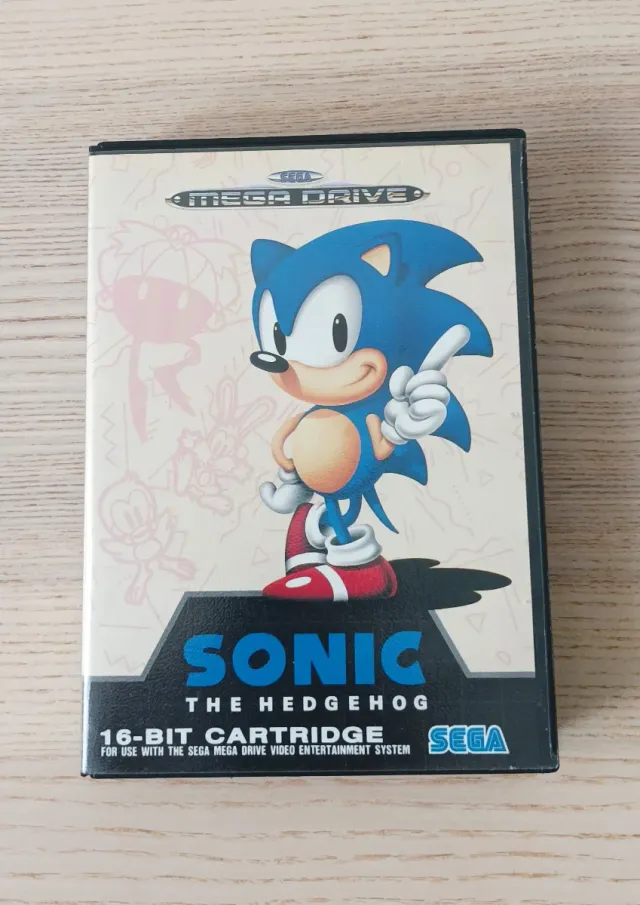 SEGA
MEGA DRIVE
SONIC
THE HEDGEHOG
16-BIT CARTRIDGE
FOR USE WITH THE SEGA MEGA DRIVE VIDEO ENTERTAINMENT SYSTEM
SEGA